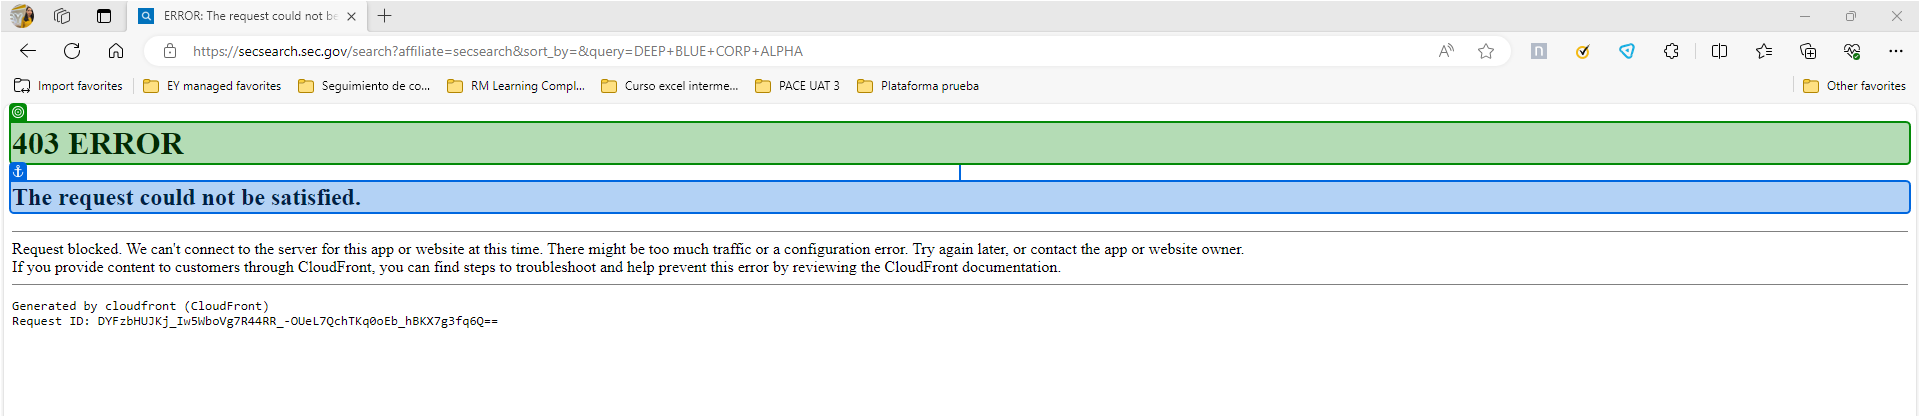 ERROR: The request could not be
https://secsearch.sec.gov/search?affiliate=secsearch&sort_by=&query=DEEP+BLUE+CORP+ALPHA
Import favorites EY managed favorites Seguimiento de co... RM Learning Compl... Curso excel interme... PACE UAT 3 Plataforma prueba Other favorites
403 ERROR
The request could not be satisfied.
Request blocked. We can't connect to the server for this app or website at this time. There might be too much traffic or a configuration error. Try again later, or contact the app or website owner.
If you provide content to customers through CloudFront, you can find steps to troubleshoot and help prevent this error by reviewing the CloudFront documentation.
Generated by cloudfront (CloudFront)
Request ID: DYFzbHUJKj_Iw5WboVg7R44RR_-OUeL7QchTKq0oEb_hBKX7g3fq6Q==